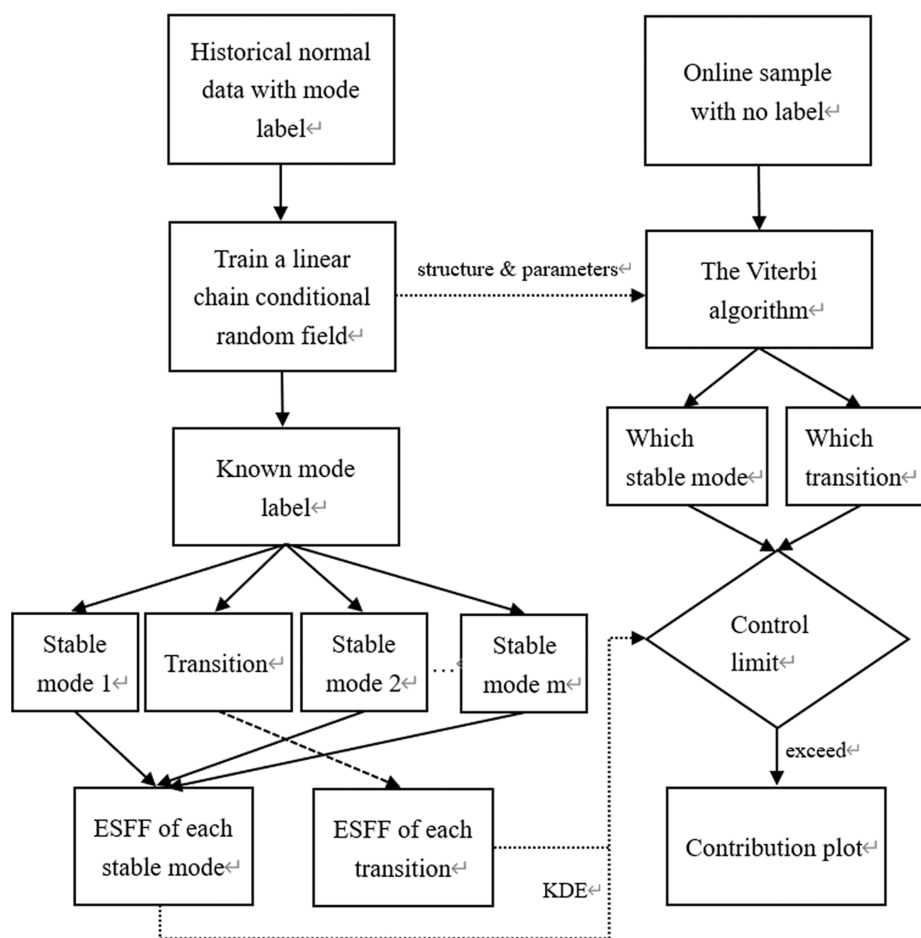 Historical normal
data with mode
label↵
Online sample
with no label↵
Train a linear
chain conditional
random field↵
structure & parameters↵
The Viterbi
algorithm↵
Known mode
label↵
Which
stable mode↵
Which
transition↵
Stable
mode 1↵
Transition↵
Stable
mode 2↵
...↵
Stable
mode m↵
Control
limit↵
exceed↵
ESFF of each
stable mode↵
ESFF of each
transition↵
KDE↵
Contribution plot↵